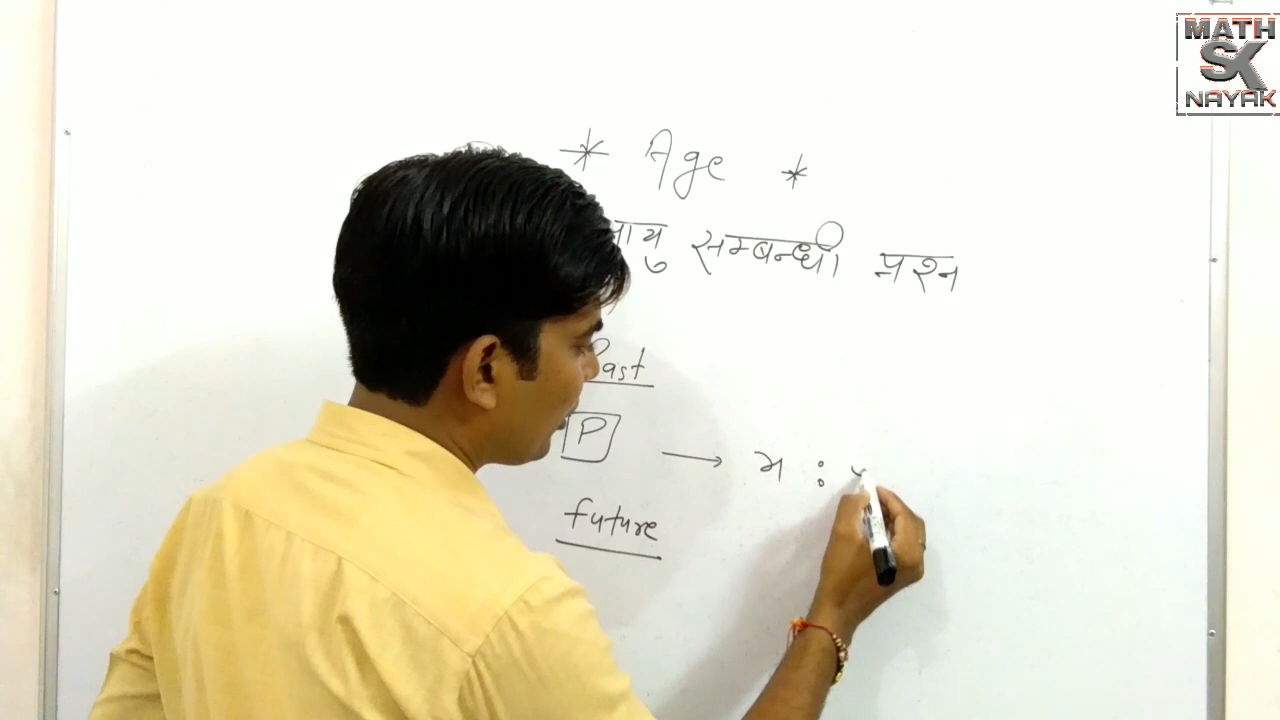 MATH
SK
NAYAK
* Age *
सम्बन्धी प्रश्न
Past
P → x :
future